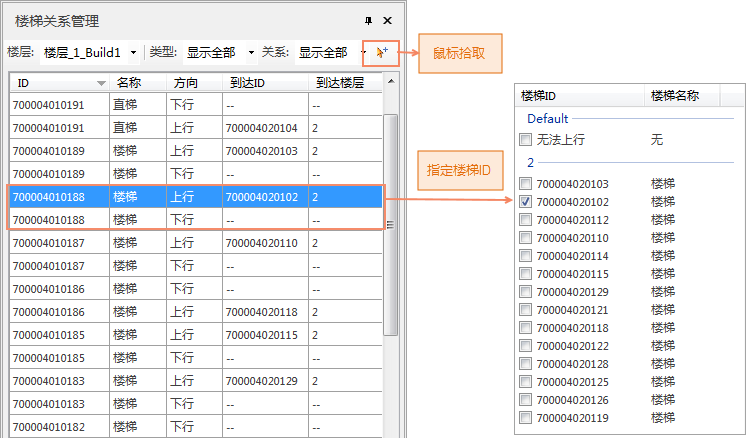 楼梯关系管理
楼层: 楼层_1_Build1 类型: 显示全部 关系: 显示全部
鼠标拾取
ID 名称 方向 到达ID 到达楼层
700004010191 直梯 下行 -- --
700004010191 直梯 上行 700004020104 2
700004010189 楼梯 上行 700004020103 2
700004010189 楼梯 下行 -- --
700004010188 楼梯 上行 700004020102 2
700004010188 楼梯 下行 -- --
700004010187 楼梯 上行 700004020110 2
700004010187 楼梯 下行 -- --
700004010186 楼梯 下行 -- --
700004010186 楼梯 上行 700004020118 2
700004010185 楼梯 上行 700004020115 2
700004010185 楼梯 下行 -- --
700004010183 楼梯 上行 700004020129 2
700004010183 楼梯 下行 -- --
700004010182 楼梯 下行 -- --
指定楼梯ID
楼梯ID 楼梯名称
Default
无法上行 无
2
700004020103 楼梯
700004020102 楼梯
700004020112 楼梯
700004020110 楼梯
700004020114 楼梯
700004020115 楼梯
700004020129 楼梯
700004020121 楼梯
700004020118 楼梯
700004020122 楼梯
700004020128 楼梯
700004020125 楼梯
700004020126 楼梯
700004020119 楼梯